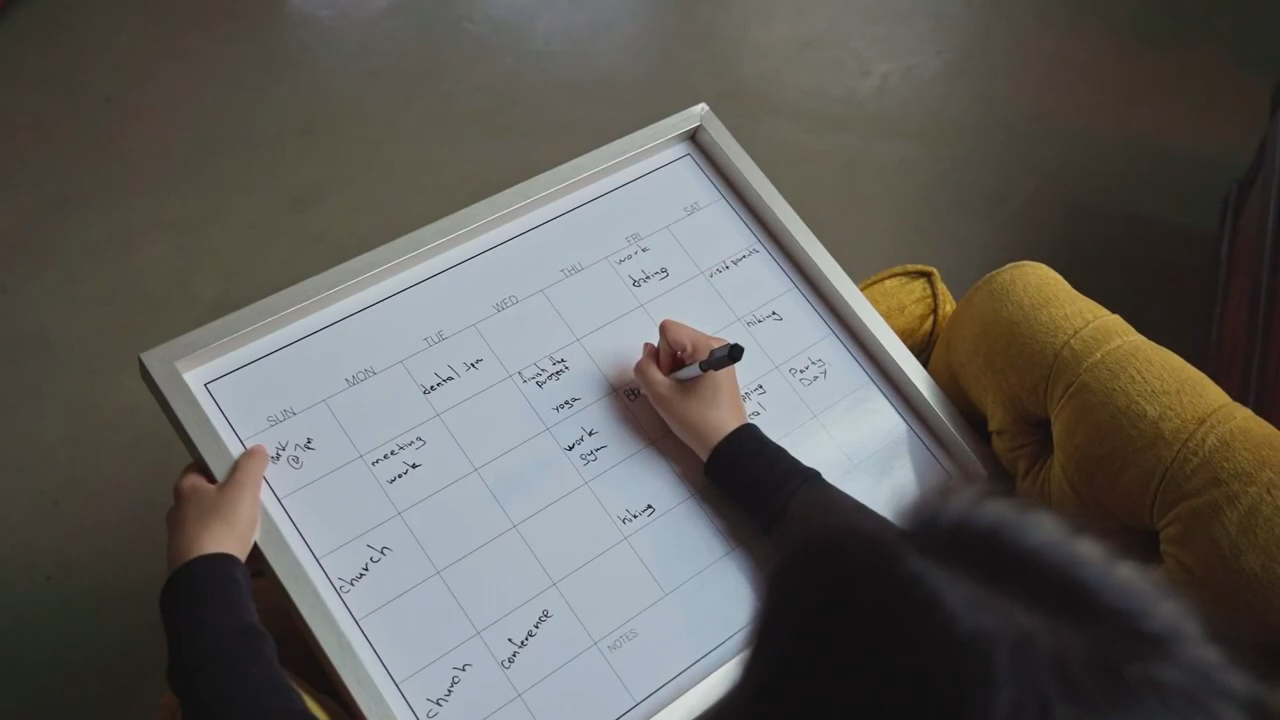 SUN
MON
TUE
WED
THU
FRI
SAT
@ 7pm
dental 3pm
work
dating
meeting
work
finish the
project
yoga
visit parents
church
work
gym
hiking
hiking
Party
Day
church
conference
NOTES